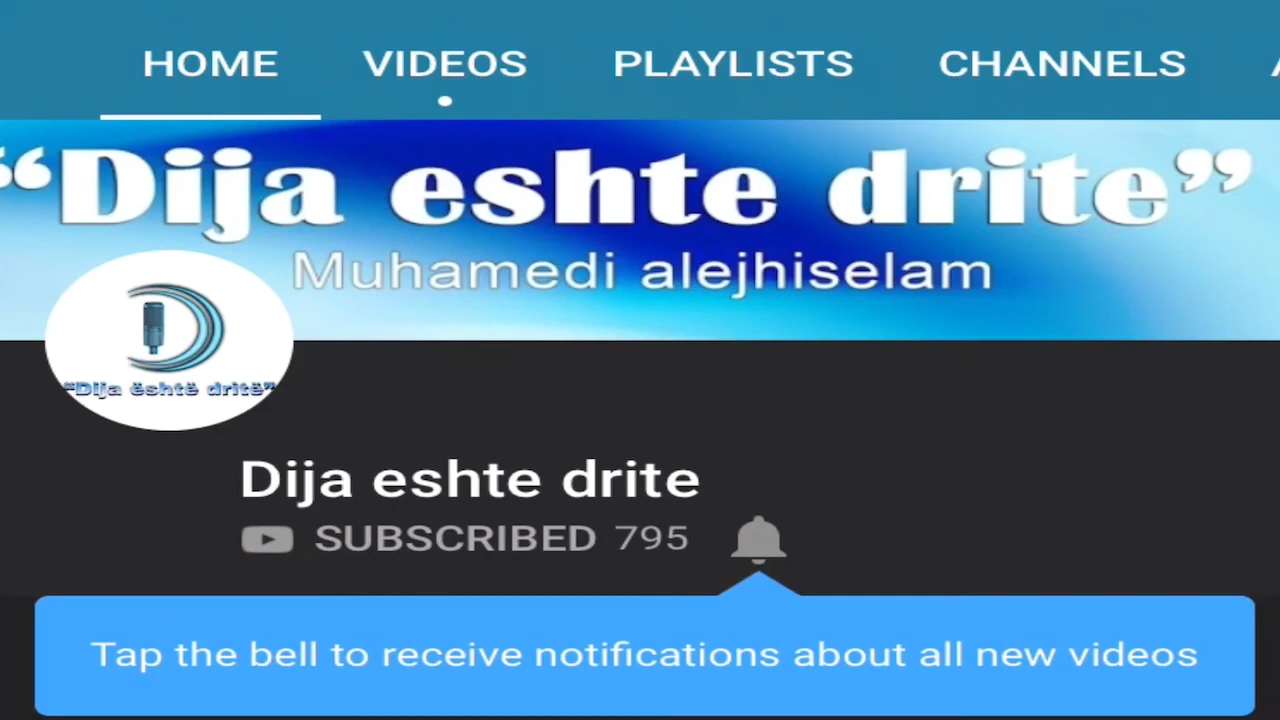 HOME VIDEOS PLAYLISTS CHANNELS
“Dija eshte drite”
Muhamedi alejhiselam
“Dija është dritë”
Dija eshte drite
SUBSCRIBED 795
Tap the bell to receive notifications about all new videos